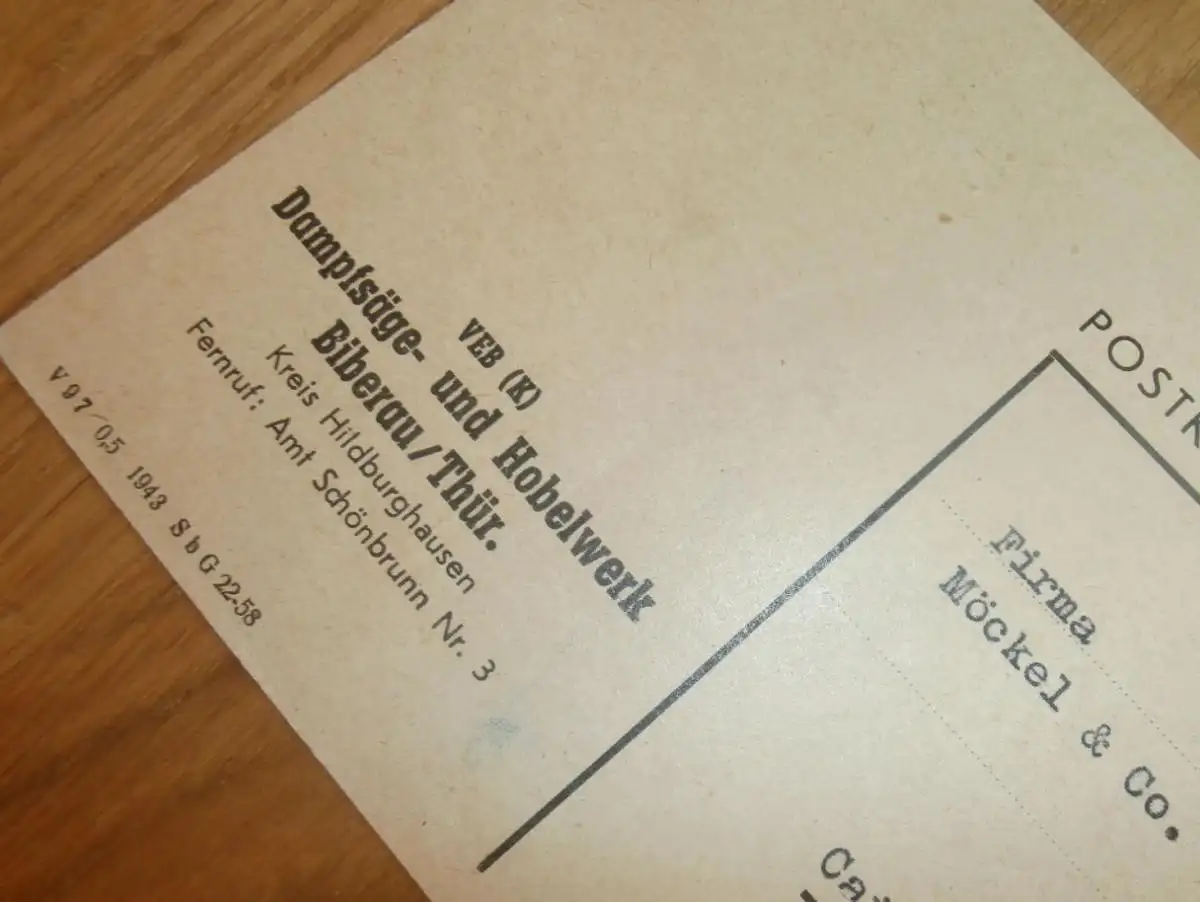 VEB (K)
Dampfsäge- und Hobelwerk
Biberau/Thür.
Kreis Hildburghausen
Fernruf: Amt Schönbrunn Nr. 3
V 97/0,5 1943 S b G 22-58
POSTK
Firma
Möckel & Co.